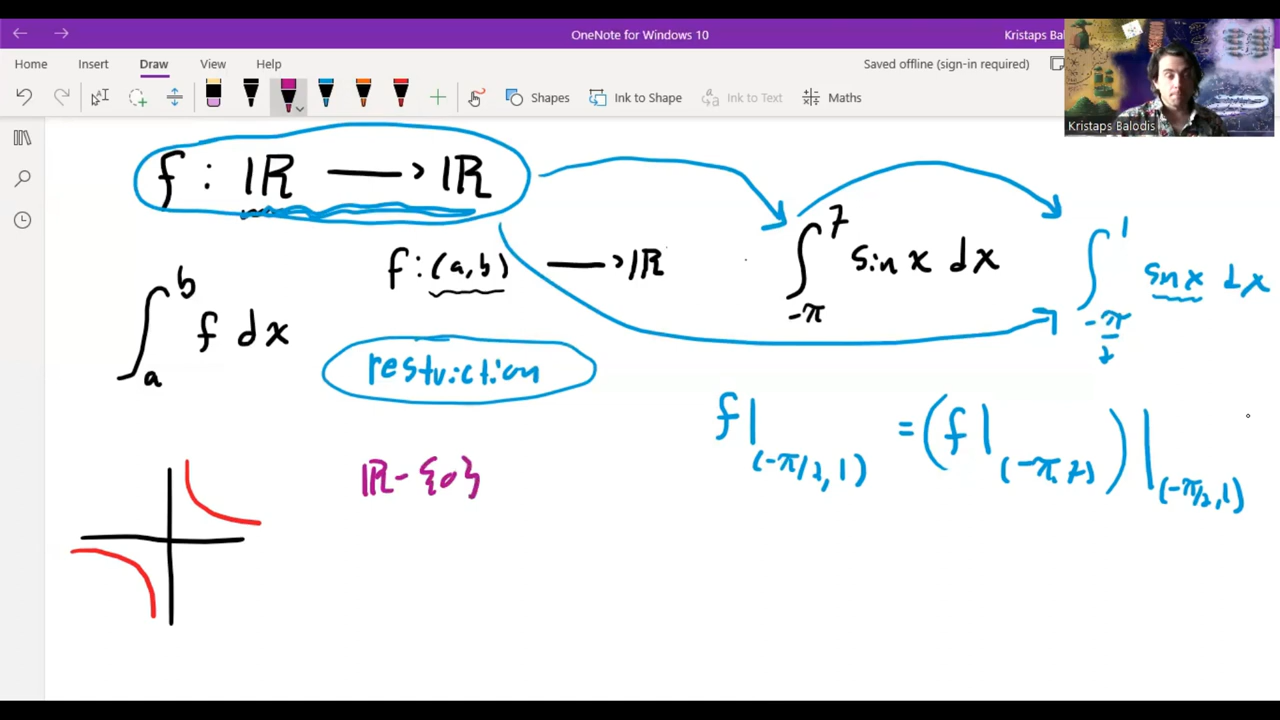 OneNote for Windows 10
Kristaps Ba
Home Insert Draw View Help
Saved offline (sign-in required)
Shapes Ink to Shape Ink to Text Maths
Kristaps Balodis
f : ℝ ⟶ ℝ
f : (a,b) ⟶ ℝ
∫_{-π}^{7} sin x dx
∫_{-π/2}^{1} sin x dx
∫_a^b f dx
restriction
f|_(-π/2, 1) = (f|_(-π, 7))|_(-π/2, 1)
ℝ - {0}